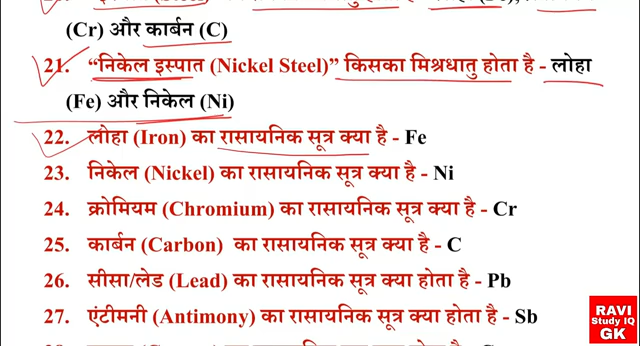 (Cr) और कार्बन (C)
21. “निकेल इस्पात (Nickel Steel)” किसका मिश्रधातु होता है - लोहा
(Fe) और निकेल (Ni)
22. लोहा (Iron) का रासायनिक सूत्र क्या है - Fe
23. निकेल (Nickel) का रासायनिक सूत्र क्या है - Ni
24. क्रोमियम (Chromium) का रासायनिक सूत्र क्या है - Cr
25. कार्बन (Carbon) का रासायनिक सूत्र क्या है - C
26. सीसा/लेड (Lead) का रासायनिक सूत्र क्या होता है - Pb
27. एंटीमनी (Antimony) का रासायनिक सूत्र क्या होता है - Sb
RAVI
Study IQ
GK